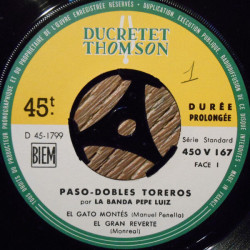 DUCRETET
THOMSON
45t.
1
DURÉE
PROLONGÉE
D 45-1799
Série Standard
BIEM
450 V 167
FACE 1
PASO-DOBLES TOREROS
par LA BANDA PEPE LUIZ
EL GATO MONTÉS (Manuel Penella)
EL GRAN REVERTE
(Monreal)